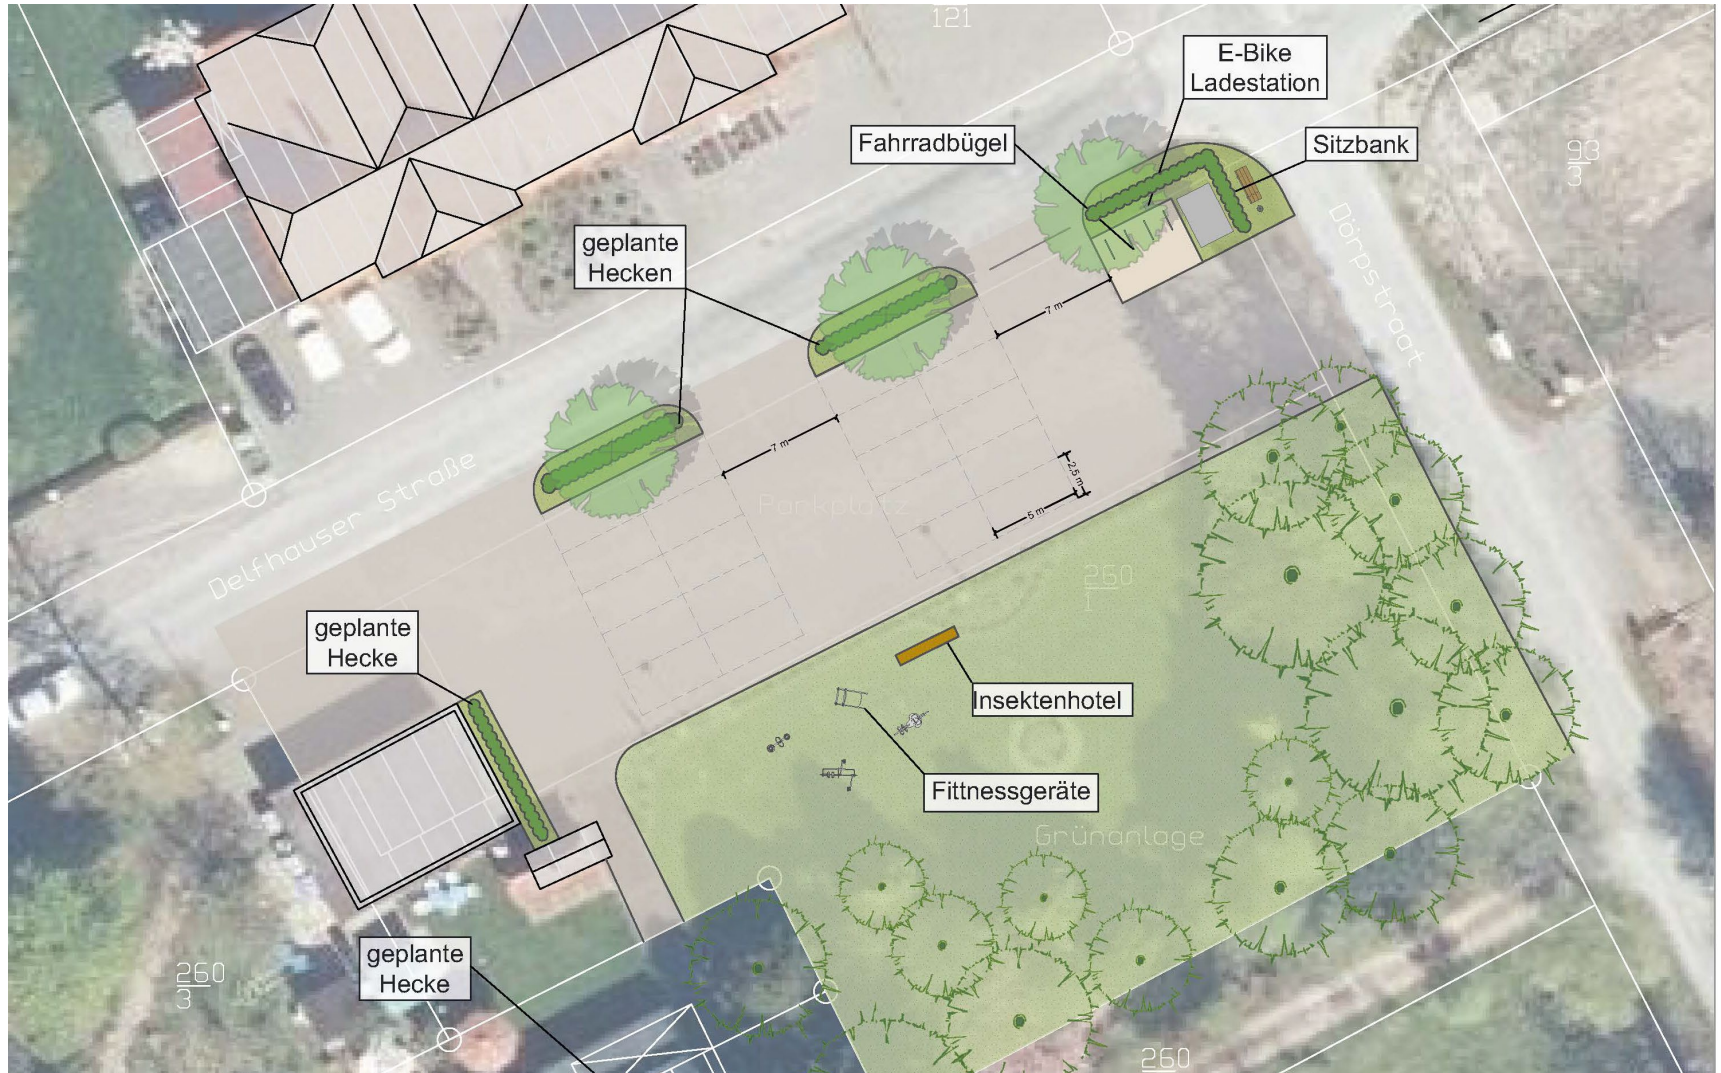 121
E-Bike
Ladestation
Fahrradbügel
Sitzbank
93
3
geplante
Hecken
Dörpstraat
7 m
7 m
2,5 m
5 m
Parkplatz
Delfhauser Straße
260
1
geplante
Hecke
Insektenhotel
Fittnessgeräte
Grünanlage
geplante
Hecke
260
3
260